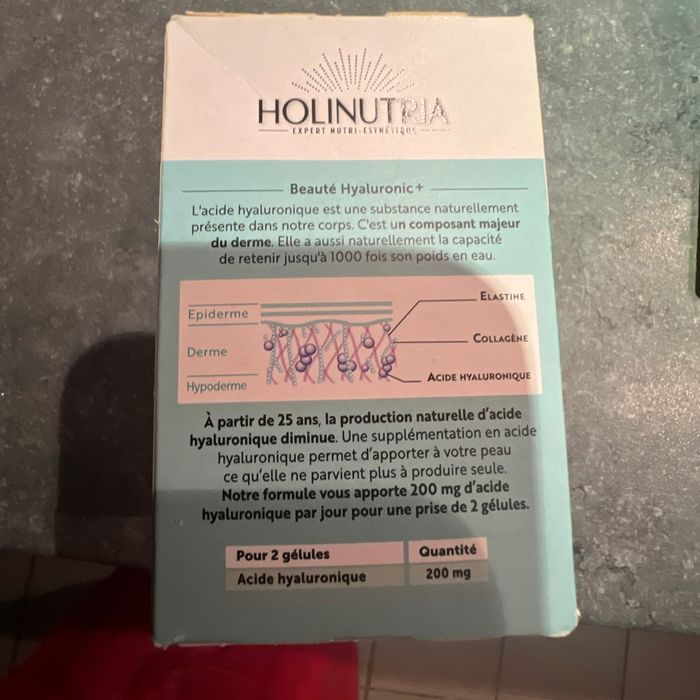 HOLINUTRIA
EXPERT NUTRI-ESTHÉTIQUE
Beauté Hyaluronic+
L'acide hyaluronique est une substance naturellement
présente dans notre corps. C'est un composant majeur
du derme. Elle a aussi naturellement la capacité
de retenir jusqu'à 1000 fois son poids en eau.
Epiderme
Derme
Hypoderme
ELASTINE
COLLAGÈNE
ACIDE HYALURONIQUE
À partir de 25 ans, la production naturelle d'acide
hyaluronique diminue. Une supplémentation en acide
hyaluronique permet d'apporter à votre peau
ce qu'elle ne parvient plus à produire seule.
Notre formule vous apporte 200 mg d'acide
hyaluronique par jour pour une prise de 2 gélules.
Pour 2 gélules Quantité
Acide hyaluronique 200 mg